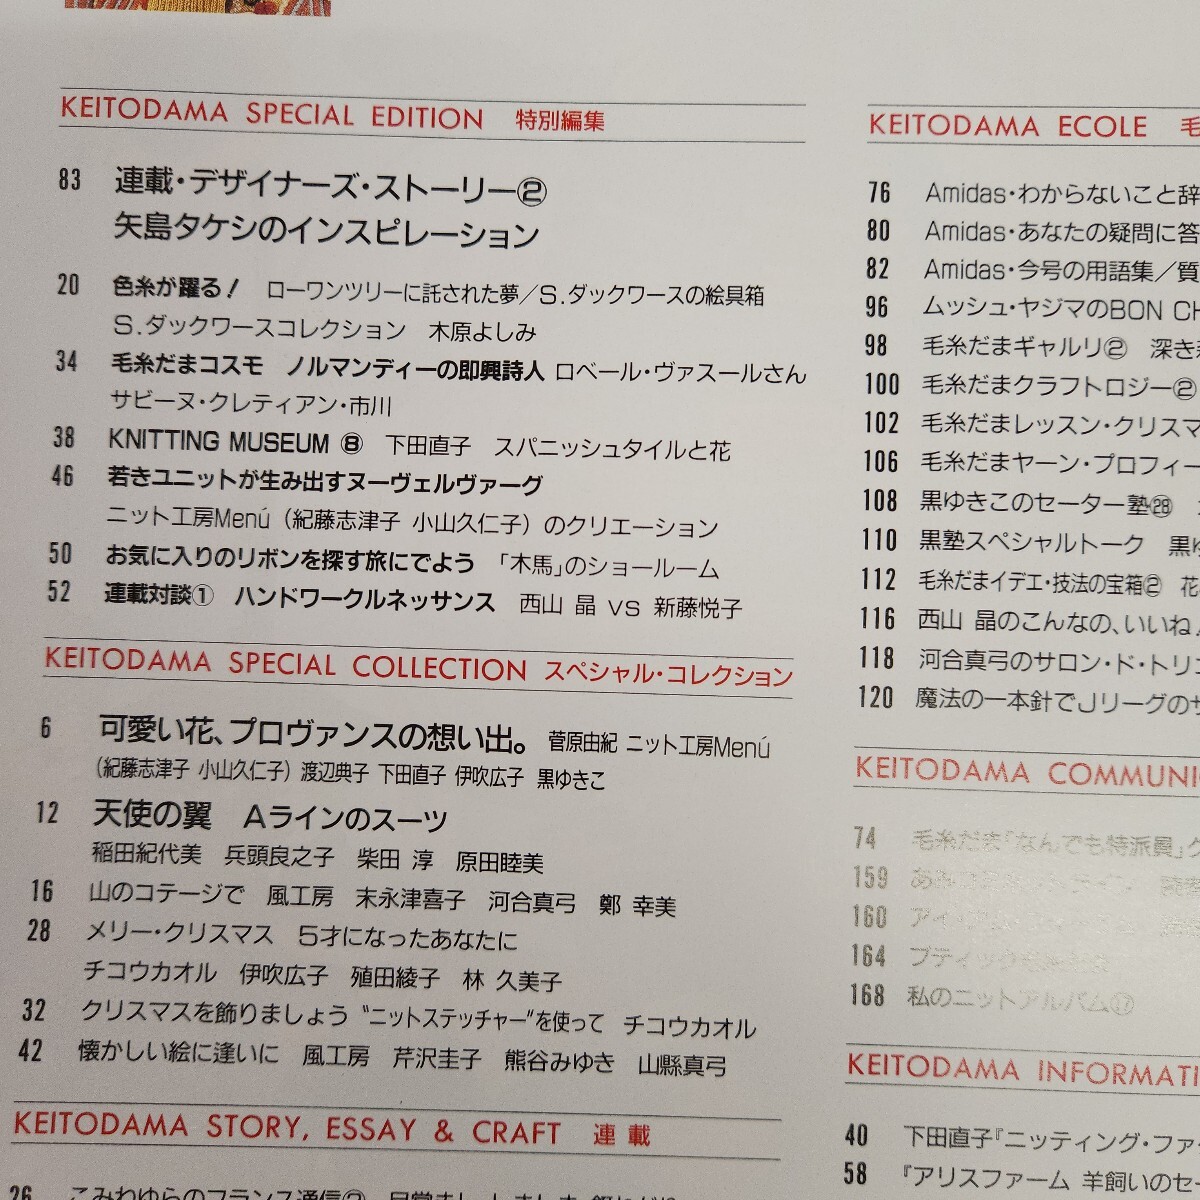 KEITODAMA SPECIAL EDITION 特別編集
83 連載・デザイナーズ・ストーリー②
矢島タケシのインスピレーション
20 色糸が躍る！ ローワンツリーに託された夢／S.ダックワースの絵具箱
S.ダックワースコレクション 木原よしみ
34 毛糸だまコスモ ノルマンディーの即興詩人 ロベール・ヴァスールさん
サビーヌ・クレティアン・市川
38 KNITTING MUSEUM ⑧ 下田直子 スパニッシュタイルと花
46 若きユニットが生み出すヌーヴェルヴァーグ
ニット工房Menú（紀藤志津子 小山久仁子）のクリエーション
50 お気に入りのリボンを探す旅にでよう 「木馬」のショールーム
52 連載対談① ハンドワークルネッサンス 西山 晶 VS 新藤悦子
KEITODAMA SPECIAL COLLECTION スペシャル・コレクション
6 可愛い花、プロヴァンスの想い出。 菅原由紀 ニット工房Menú
（紀藤志津子 小山久仁子）渡辺典子 下田直子 伊吹広子 黒ゆきこ
12 天使の翼 Aラインのスーツ
稲田紀代美 兵頭良之子 柴田 淳 原田睦美
16 山のコテージで 風工房 末永津喜子 河合真弓 鄭 幸美
28 メリー・クリスマス 5才になったあなたに
チコウカオル 伊吹広子 殖田綾子 林 久美子
32 クリスマスを飾りましょう “ニットステッチャー”を使って チコウカオル
42 懐かしい絵に逢いに 風工房 芹沢圭子 熊谷みゆき 山縣真弓
KEITODAMA STORY, ESSAY & CRAFT 連載
26 こみわゆらのフランス通信②
KEITODAMA ECOLE 毛
76 Amidas・わからないこと辞
80 Amidas・あなたの疑問に答
82 Amidas・今号の用語集／質
96 ムッシュ・ヤジマのBON CH
98 毛糸だまギャルリ② 深き
100 毛糸だまクラフトロジー②
102 毛糸だまレッスン・クリスマ
106 毛糸だまヤーン・プロフィー
108 黒ゆきこのセーター塾㉘
110 黒塾スペシャルトーク 黒ゆ
112 毛糸だまイデエ・技法の宝箱② 花
116 西山 晶のこんなの、いいね
118 河合真弓のサロン・ド・トリコ
120 魔法の一本針でJリーグのサ
KEITODAMA COMMUNI
74 毛糸だま「なんでも特派員」ク
159
160
164
168 私のニットアルバム⑰
KEITODAMA INFORMATI
40 下田直子『ニッティング・ファ
58 『アリスファーム 羊飼いのセ